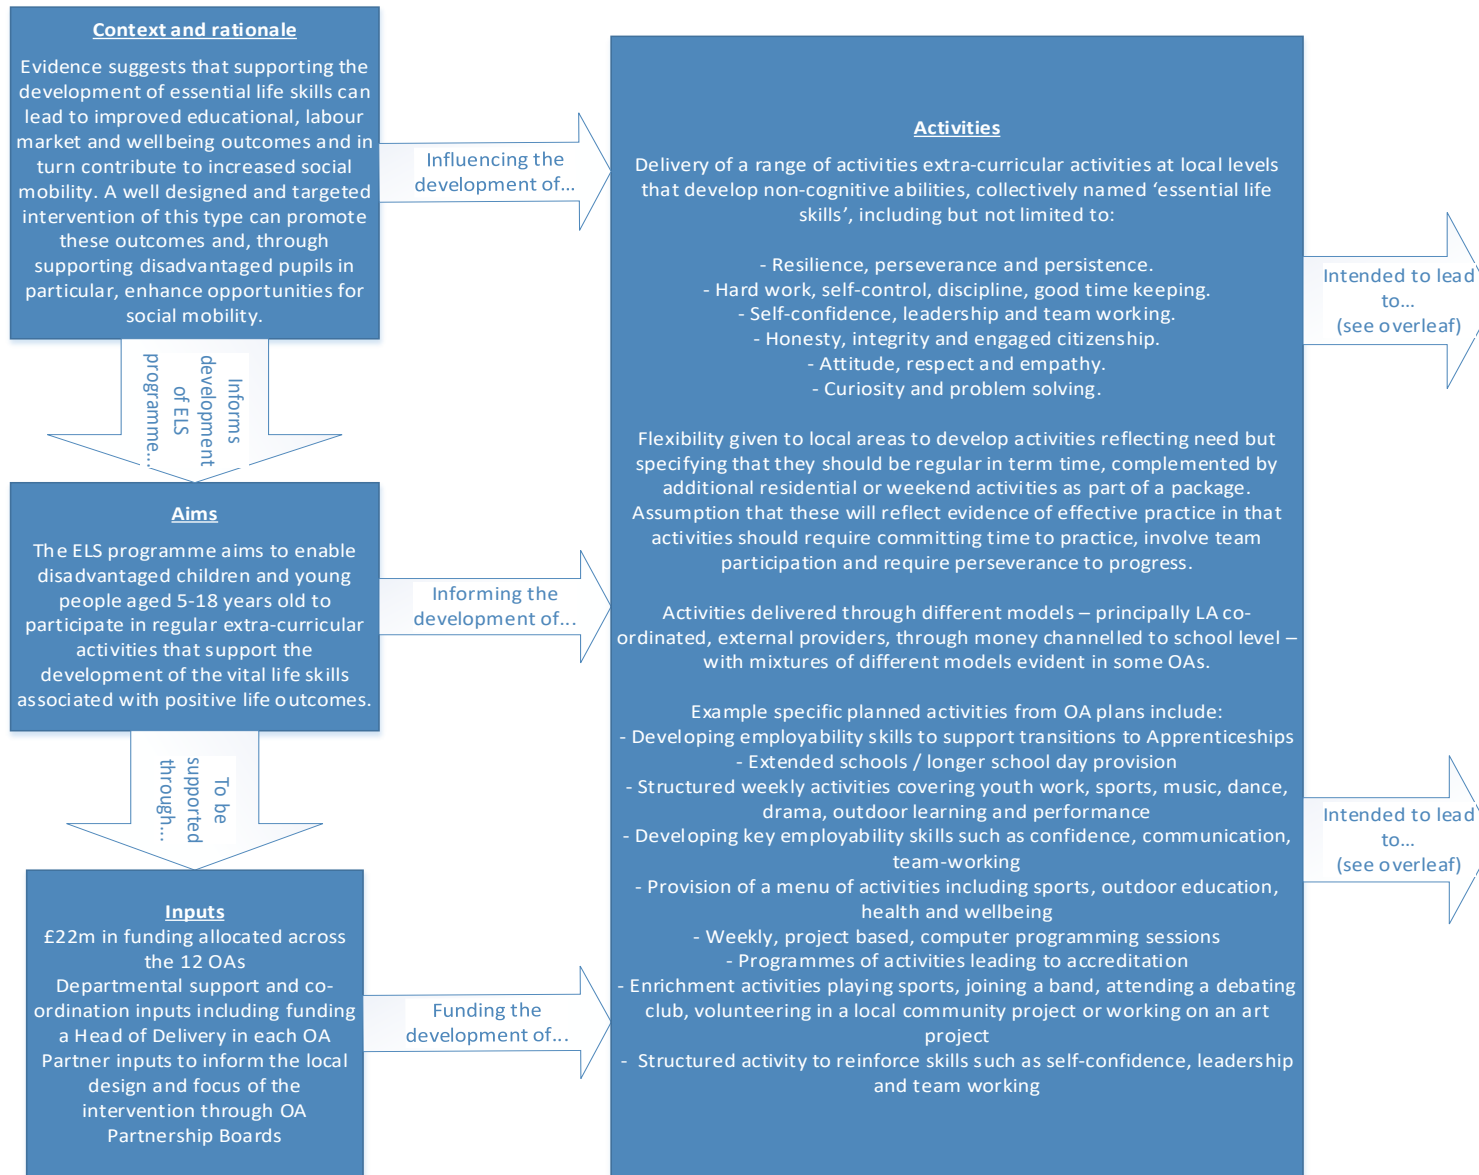 Context and rationale
Evidence suggests that supporting the
development of essential life skills can
lead to improved educational, labour
market and wellbeing outcomes and in
turn contribute to increased social
mobility. A well designed and targeted
intervention of this type can promote
these outcomes and, through
supporting disadvantaged pupils in
particular, enhance opportunities for
social mobility.
Influencing the
development of...
Informs
development
of ELS
programme...
Aims
The ELS programme aims to enable
disadvantaged children and young
people aged 5-18 years old to
participate in regular extra-curricular
activities that support the
development of the vital life skills
associated with positive life outcomes.
Informing the
development of...
To be
supported
through...
Inputs
£22m in funding allocated across
the 12 OAs
Departmental support and co-
ordination inputs including funding
a Head of Delivery in each OA
Partner inputs to inform the local
design and focus of the
intervention through OA
Partnership Boards
Funding the
development of...
Activities
Delivery of a range of activities extra-curricular activities at local levels
that develop non-cognitive abilities, collectively named ‘essential life
skills’, including but not limited to:
- Resilience, perseverance and persistence.
- Hard work, self-control, discipline, good time keeping.
- Self-confidence, leadership and team working.
- Honesty, integrity and engaged citizenship.
- Attitude, respect and empathy.
- Curiosity and problem solving.
Flexibility given to local areas to develop activities reflecting need but
specifying that they should be regular in term time, complemented by
additional residential or weekend activities as part of a package.
Assumption that these will reflect evidence of effective practice in that
activities should require committing time to practice, involve team
participation and require perseverance to progress.
Activities delivered through different models – principally LA co-
ordinated, external providers, through money channelled to school level –
with mixtures of different models evident in some OAs.
Example specific planned activities from OA plans include:
- Developing employability skills to support transitions to Apprenticeships
- Extended schools / longer school day provision
- Structured weekly activities covering youth work, sports, music, dance,
drama, outdoor learning and performance
- Developing key employability skills such as confidence, communication,
team-working
- Provision of a menu of activities including sports, outdoor education,
health and wellbeing
- Weekly, project based, computer programming sessions
- Programmes of activities leading to accreditation
- Enrichment activities playing sports, joining a band, attending a debating
club, volunteering in a local community project or working on an art
project
- Structured activity to reinforce skills such as self-confidence, leadership
and team working
Intended to lead
to...
(see overleaf)
Intended to lead
to...
(see overleaf)